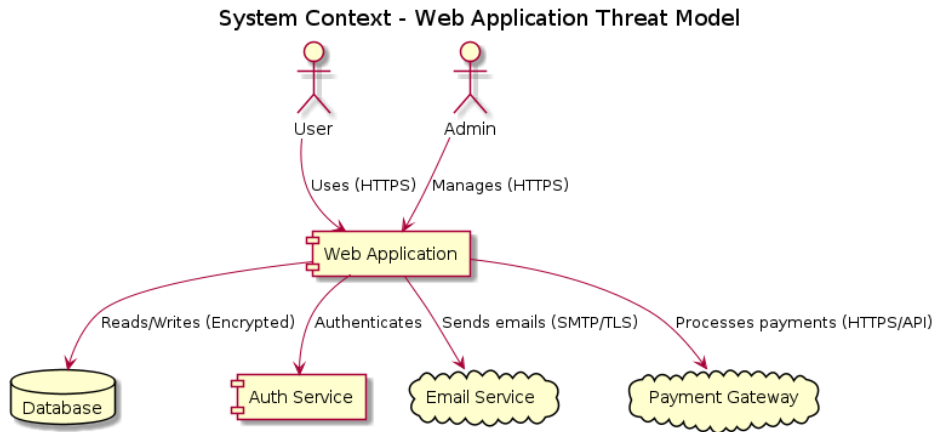 System Context - Web Application Threat Model
User
Admin
Uses (HTTPS)
Manages (HTTPS)
Web Application
Reads/Writes (Encrypted)
Authenticates
Sends emails (SMTP/TLS)
Processes payments (HTTPS/API)
Database
Auth Service
Email Service
Payment Gateway